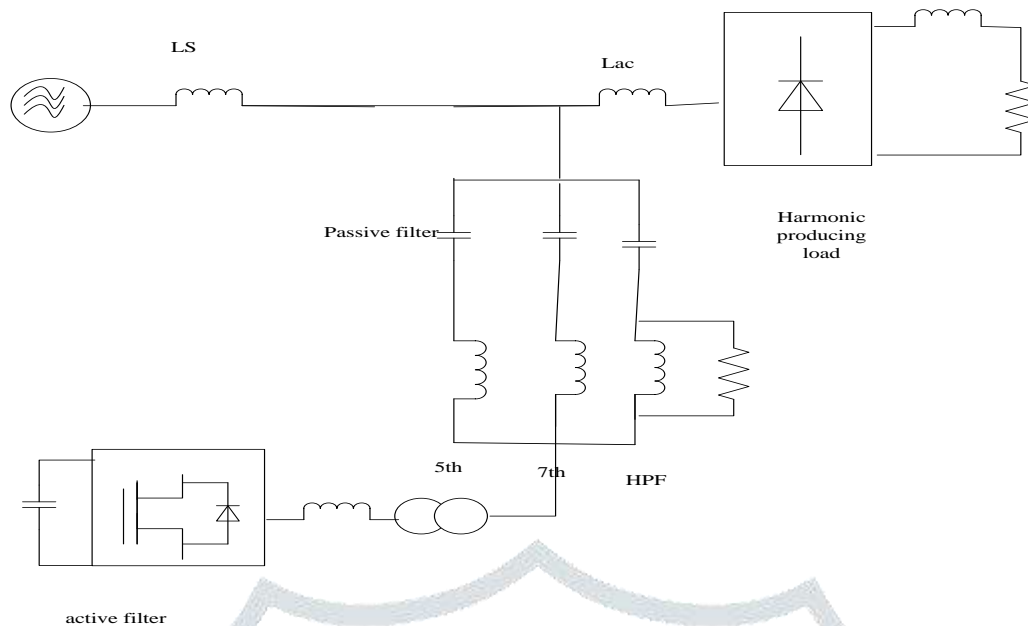 LS
Lac
Passive filter
Harmonic
producing
load
5th
7th
HPF
active filter